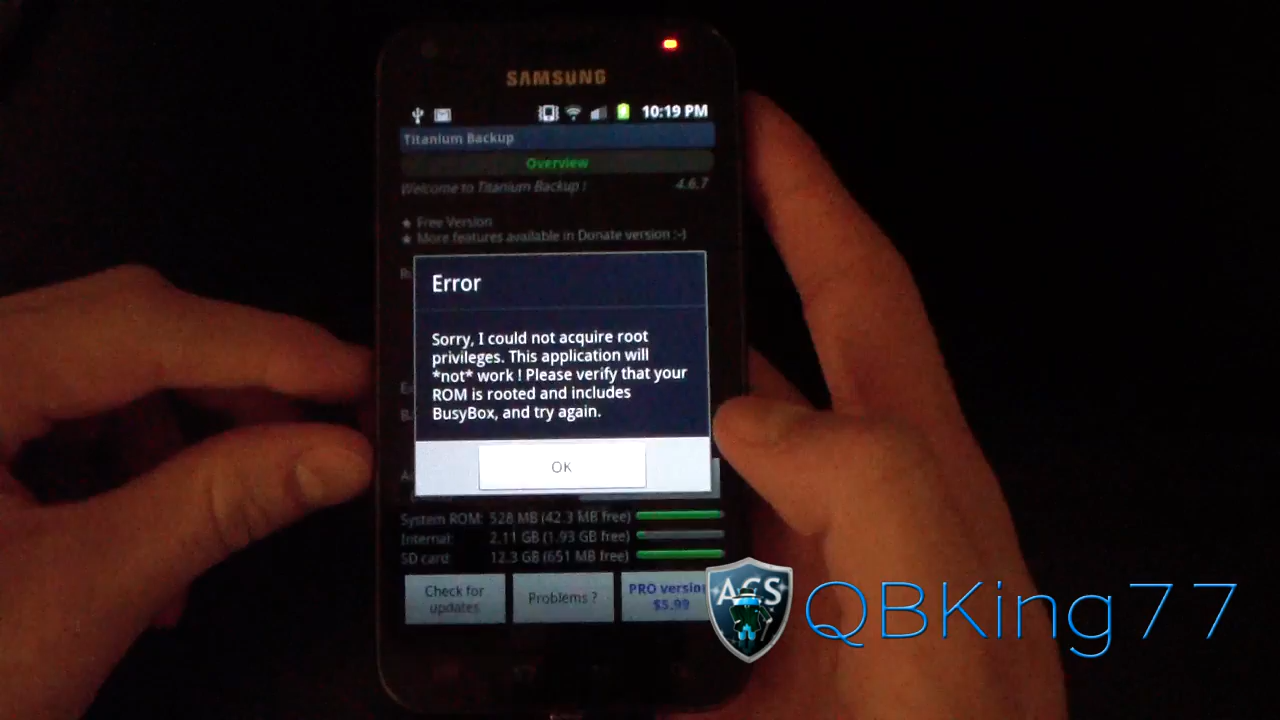 SAMSUNG
10:19 PM
Titanium Backup
Overview
Welcome to Titanium Backup ! 4.6.7
★ Free Version
★ More features available in Donate version :-)
Error
Sorry, I could not acquire root
privileges. This application will
*not* work ! Please verify that your
ROM is rooted and includes
BusyBox, and try again.
OK
System ROM: 528 MB (42.3 MB free)
Internal: 2.11 GB (1.93 GB free)
SD card: 12.3 GB (651 MB free)
Check for
updates
Problems ?
PRO version
$5.99
ACS
QBKing77